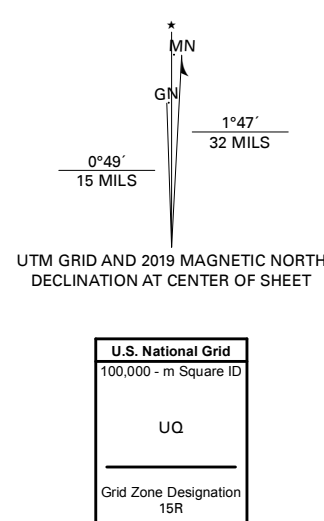 MN
GN
1°47´
32 MILS
0°49´
15 MILS
UTM GRID AND 2019 MAGNETIC NORTH
DECLINATION AT CENTER OF SHEET
U.S. National Grid
100,000 - m Square ID
UQ
Grid Zone Designation
15R